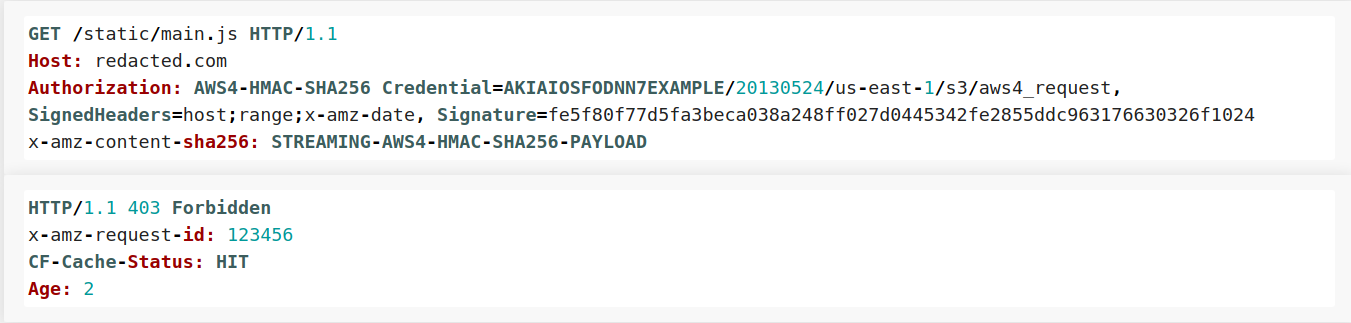 GET /static/main.js HTTP/1.1
Host: redacted.com
Authorization: AWS4-HMAC-SHA256 Credential=AKIAIOSFODNN7EXAMPLE/20130524/us-east-1/s3/aws4_request,
SignedHeaders=host;range;x-amz-date, Signature=fe5f80f77d5fa3beca038a248ff027d0445342fe2855ddc963176630326f1024
x-amz-content-sha256: STREAMING-AWS4-HMAC-SHA256-PAYLOAD
HTTP/1.1 403 Forbidden
x-amz-request-id: 123456
CF-Cache-Status: HIT
Age: 2